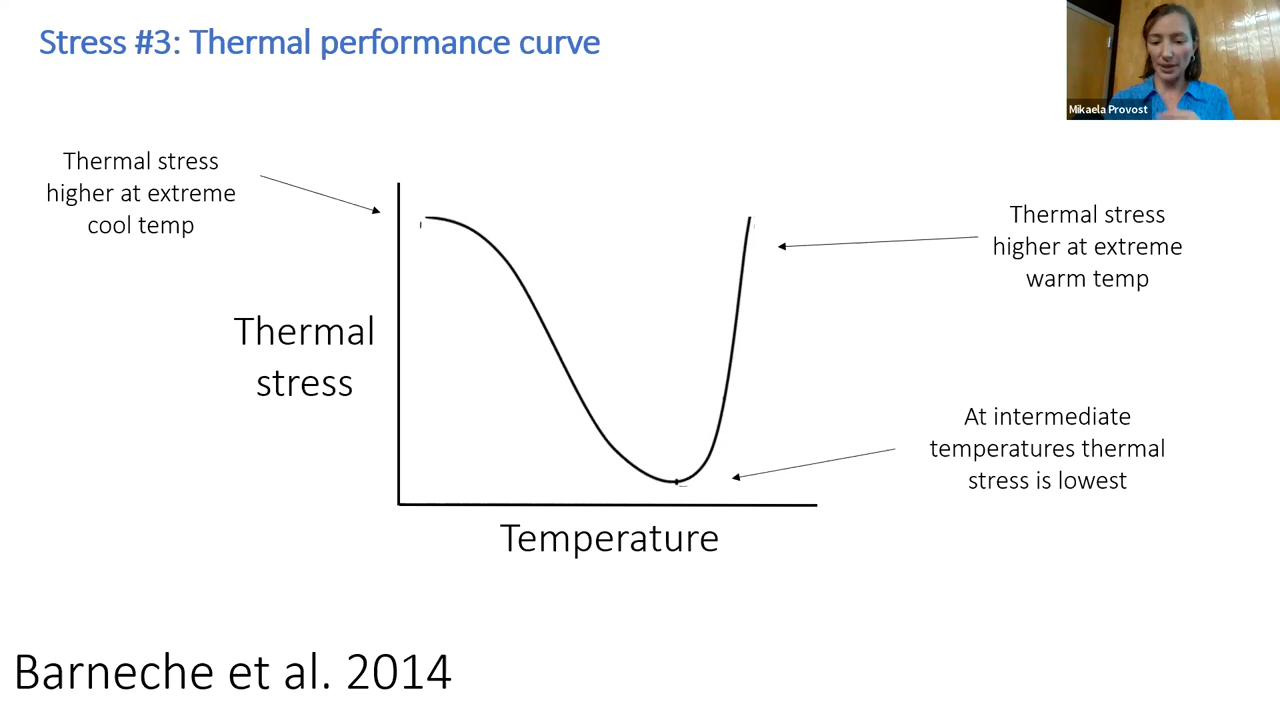 Stress #3: Thermal performance curve
Mikaela Provost
Thermal stress
higher at extreme
cool temp
Thermal stress
higher at extreme
warm temp
Thermal
stress
At intermediate
temperatures thermal
stress is lowest
Temperature
Barneche et al. 2014